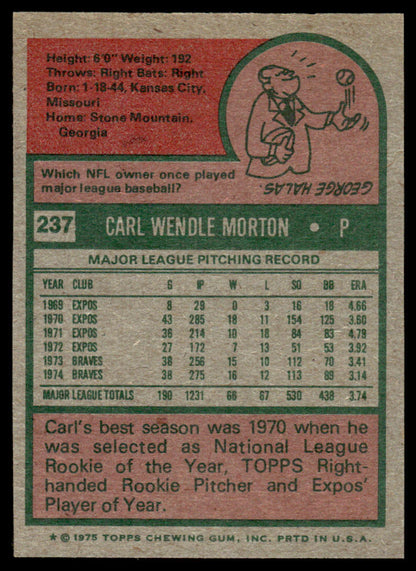 Height: 6'0" Weight: 192
Throws: Right Bats: Right
Born: 1-18-44, Kansas City,
Missouri
Home: Stone Mountain,
Georgia
Which NFL owner once played
major league baseball?
GEORGE HALAS
237 CARL WENDLE MORTON • P
MAJOR LEAGUE PITCHING RECORD
YEAR CLUB G IP W L SO BB ERA
1969 EXPOS 8 29 0 3 16 18 4.66
1970 EXPOS 43 285 18 11 154 125 3.60
1971 EXPOS 36 214 10 18 84 83 4.79
1972 EXPOS 27 172 7 13 51 53 3.92
1973 BRAVES 38 256 15 10 112 70 3.41
1974 BRAVES 38 275 16 12 113 89 3.14
MAJOR LEAGUE TOTALS 190 1231 66 67 530 438 3.74
Carl's best season was 1970 when he
was selected as National League
Rookie of the Year, TOPPS Right-
handed Rookie Pitcher and Expos'
Player of Year.
★ © 1975 TOPPS CHEWING GUM, INC. PRTD IN U.S.A.